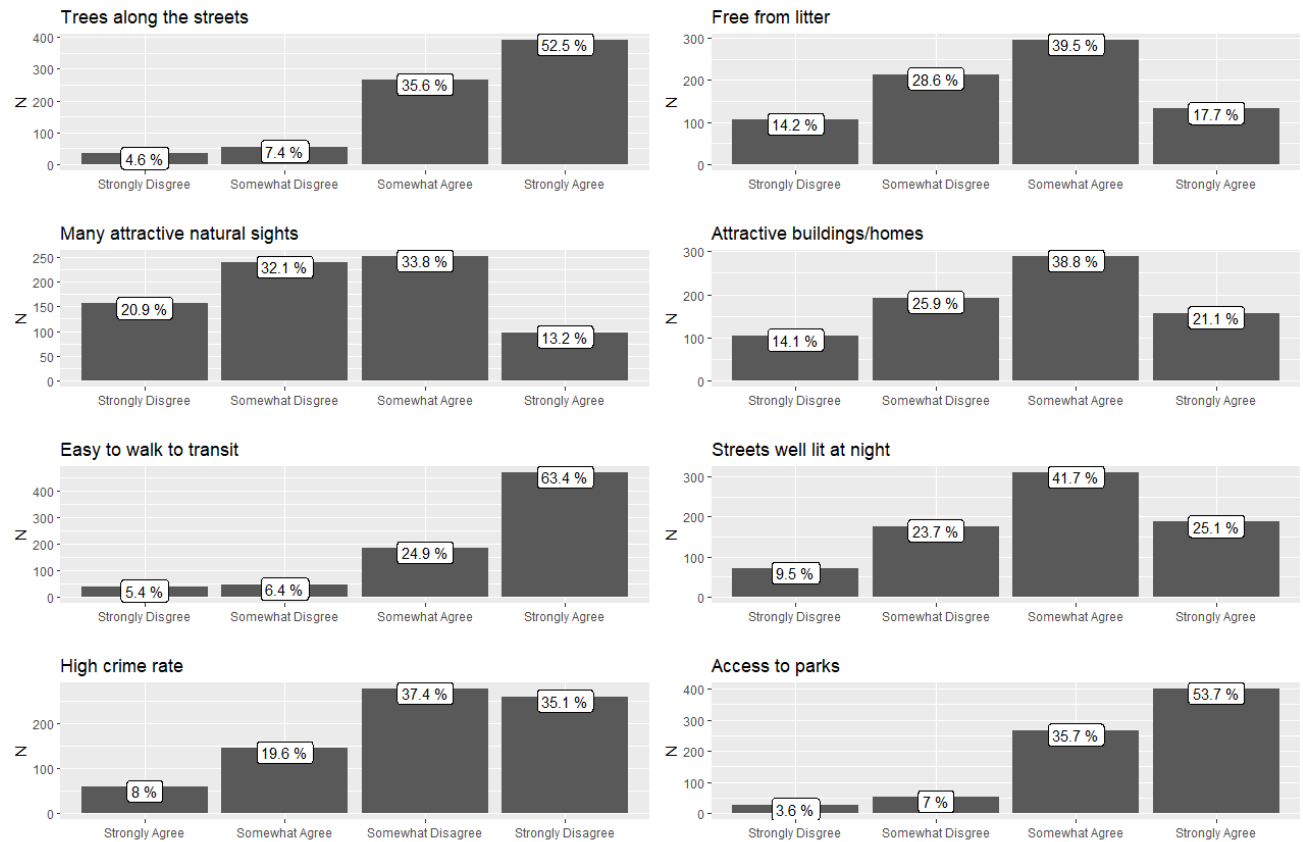 Trees along the streets
400
300
200
100
0
N
4.6 %
7.4 %
35.6 %
52.5 %
Strongly Disgree
Somewhat Disgree
Somewhat Agree
Strongly Agree
Free from litter
300
200
100
0
N
14.2 %
28.6 %
39.5 %
17.7 %
Strongly Disgree
Somewhat Disgree
Somewhat Agree
Strongly Agree
Many attractive natural sights
250
200
150
100
50
0
N
20.9 %
32.1 %
33.8 %
13.2 %
Strongly Disgree
Somewhat Disgree
Somewhat Agree
Strongly Agree
Attractive buildings/homes
300
200
100
0
N
14.1 %
25.9 %
38.8 %
21.1 %
Strongly Disgree
Somewhat Disgree
Somewhat Agree
Strongly Agree
Easy to walk to transit
400
300
200
100
0
N
5.4 %
6.4 %
24.9 %
63.4 %
Strongly Disgree
Somewhat Disgree
Somewhat Agree
Strongly Agree
Streets well lit at night
300
200
100
0
N
9.5 %
23.7 %
41.7 %
25.1 %
Strongly Disgree
Somewhat Disgree
Somewhat Agree
Strongly Agree
High crime rate
200
100
0
N
8 %
19.6 %
37.4 %
35.1 %
Strongly Agree
Somewhat Agree
Somewhat Disagree
Strongly Disagree
Access to parks
400
300
200
100
0
N
3.6 %
7 %
35.7 %
53.7 %
Strongly Disgree
Somewhat Disgree
Somewhat Agree
Strongly Agree